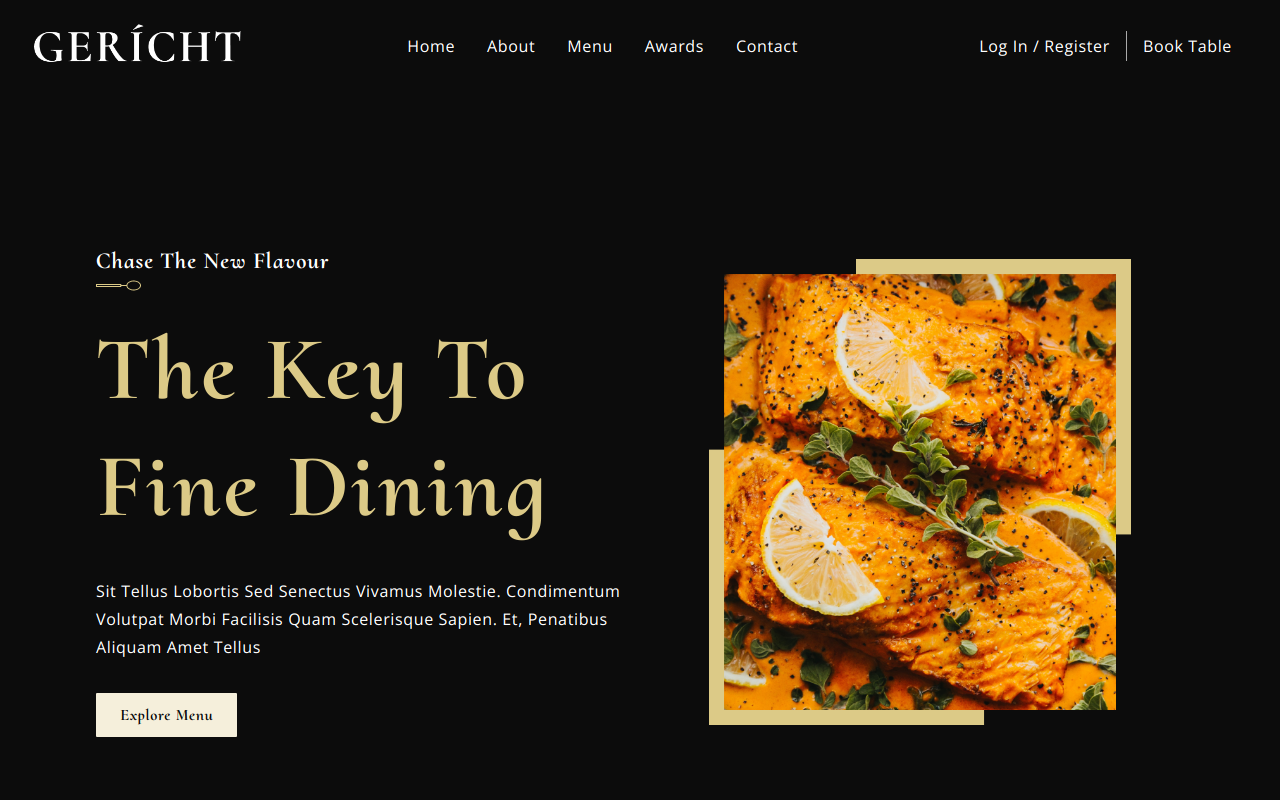 GERÍCHT
Home
About
Menu
Awards
Contact
Log In / Register
Book Table
Chase The New Flavour
The Key To
Fine Dining
Sit Tellus Lobortis Sed Senectus Vivamus Molestie. Condimentum
Volutpat Morbi Facilisis Quam Scelerisque Sapien. Et, Penatibus
Aliquam Amet Tellus
Explore Menu